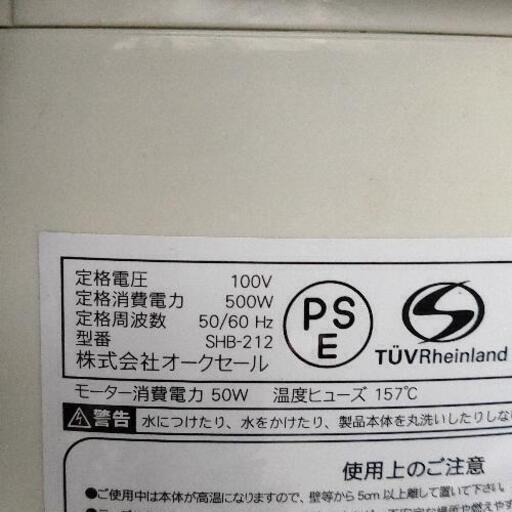 定格電圧 100V
定格消費電力 500W
定格周波数 50/60 Hz
型番 SHB-212
株式会社オークセール
PS
E
TÜVRheinland
モーター消費電力 50W 温度ヒューズ 157℃
警告 水につけたり、水をかけたり、製品本体を丸洗いしたりしな
使用上のご注意
●ご使用中は本体が高温になりますので、壁等から5cm以上離して置いて下さい。